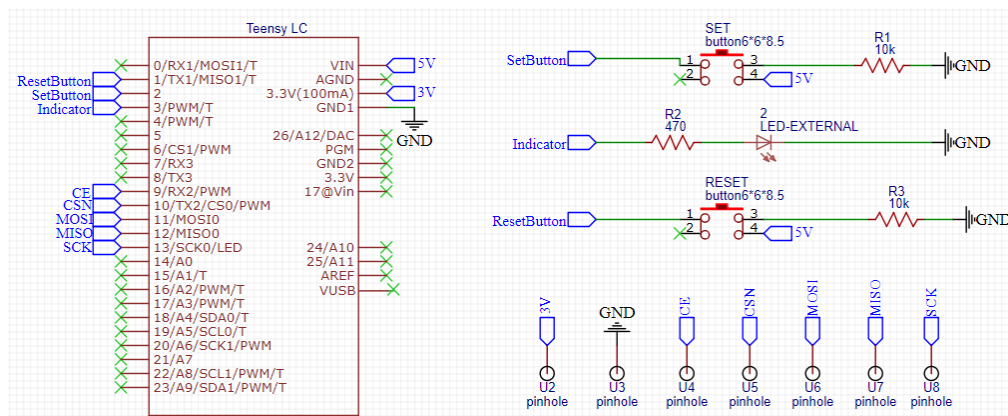 Teensy LC
0/RX1/MOSI1/T
1/TX1/MISO1/T
2
3/PWM/T
4/PWM/T
5
6/CS1/PWM
7/RX3
8/TX3
9/RX2/PWM
10/TX2/CS0/PWM
11/MOSI0
12/MISO0
13/SCK0/LED
14/A0
15/A1/T
16/A2/PWM/T
17/A3/PWM/T
18/A4/SDA0/T
19/A5/SCL0/T
20/A6/SCK1/PWM
21/A7
22/A8/SCL1/PWM/T
23/A9/SDA1/PWM/T
VIN
AGND
3.3V(100mA)
GND1
26/A12/DAC
PGM
GND2
3.3V
17@Vin
24/A10
25/A11
AREF
VUSB
ResetButton
SetButton
Indicator
CE
CSN
MOSI
MISO
SCK
5V
3V
GND
SET
button6*6*8.5
SetButton
1
2
3
4
5V
R1
10k
GND
Indicator
R2
470
2
LED-EXTERNAL
GND
RESET
button6*6*8.5
ResetButton
1
2
3
4
5V
R3
10k
GND
3V
GND
CE
CSN
MOSI
MISO
SCK
U2
pinhole
U3
pinhole
U4
pinhole
U5
pinhole
U6
pinhole
U7
pinhole
U8
pinhole